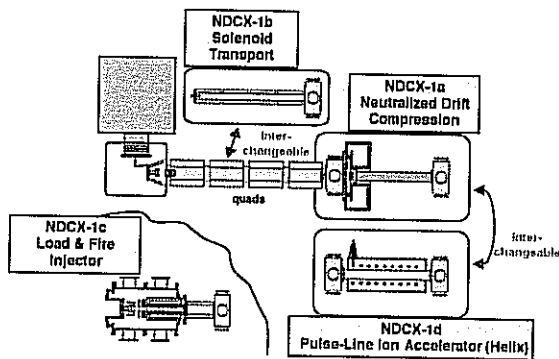 NDCX-1b
Solenoid
Transport
NDCX-1a
Neutralized Drift
Compression
Inter-
changeable
quads
NDCX-1c
Load & Fire
Injector
Inter-
changeable
NDCX-1d
Pulse-Line Ion Accelerator (Helix)